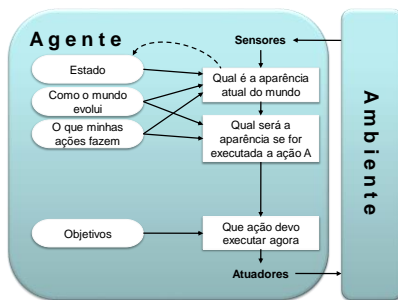 Agente
Sensores
Estado
Qual é a aparência
atual do mundo
Como o mundo
evolui
O que minhas
ações fazem
Qual será a
aparência se for
executada a ação A
Objetivos
Que ação devo
executar agora
Atuadores
Ambiente